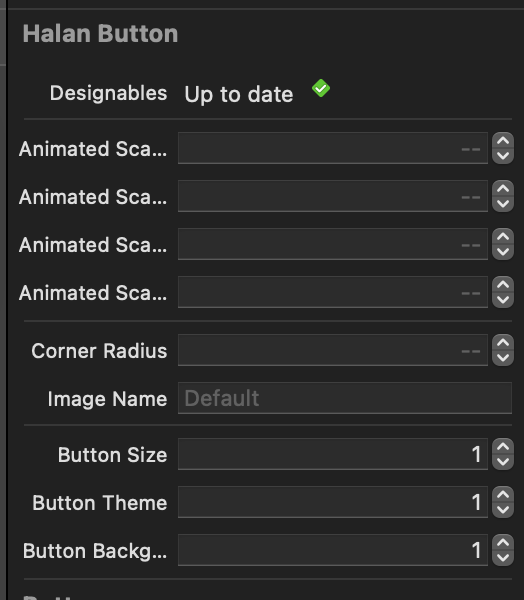 Halan Button
Designables Up to date
Animated Sca... --
Animated Sca... --
Animated Sca... --
Animated Sca... --
Corner Radius --
Image Name Default
Button Size 1
Button Theme 1
Button Backg... 1